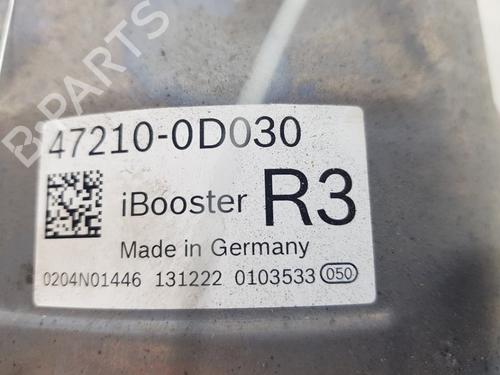 B-PARTS
47210-0D030
iBooster R3
Made in Germany
0204N01446 131222 0103533 050